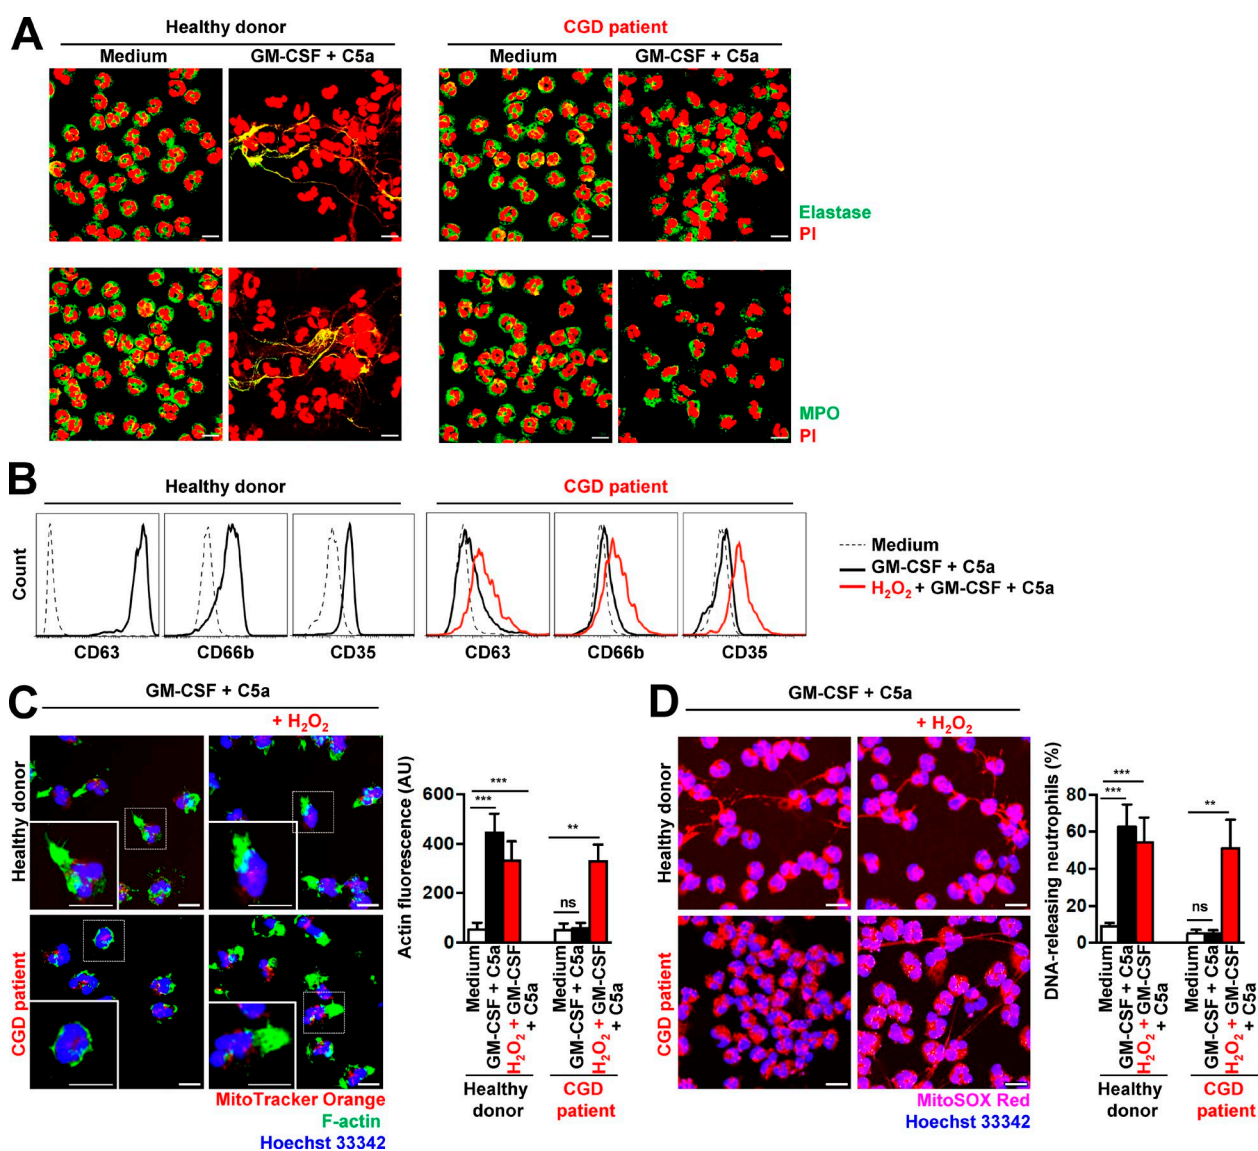 A
Healthy donor
CGD patient
Medium
GM-CSF + C5a
Medium
GM-CSF + C5a
Elastase
PI
MPO
PI
B
Healthy donor
CGD patient
Count
CD63
CD66b
CD35
CD63
CD66b
CD35
Medium
GM-CSF + C5a
H₂O₂ + GM-CSF + C5a
C
GM-CSF + C5a
+ H₂O₂
Healthy donor
CGD patient
MitoTracker Orange
F-actin
Hoechst 33342
Actin fluorescence (AU)
600
400
200
0
***
***
**
ns
Medium
GM-CSF + C5a
H₂O₂ + GM-CSF
+ C5a
Medium
GM-CSF + C5a
H₂O₂ + GM-CSF
+ C5a
Healthy
donor
CGD
patient
D
GM-CSF + C5a
+ H₂O₂
Healthy donor
CGD patient
MitoSOX Red
Hoechst 33342
DNA-releasing neutrophils (%)
80
60
40
20
0
***
***
**
ns
Medium
GM-CSF + C5a
H₂O₂ + GM-CSF
+ C5a
Medium
GM-CSF + C5a
H₂O₂ + GM-CSF
+ C5a
Healthy
donor
CGD
patient